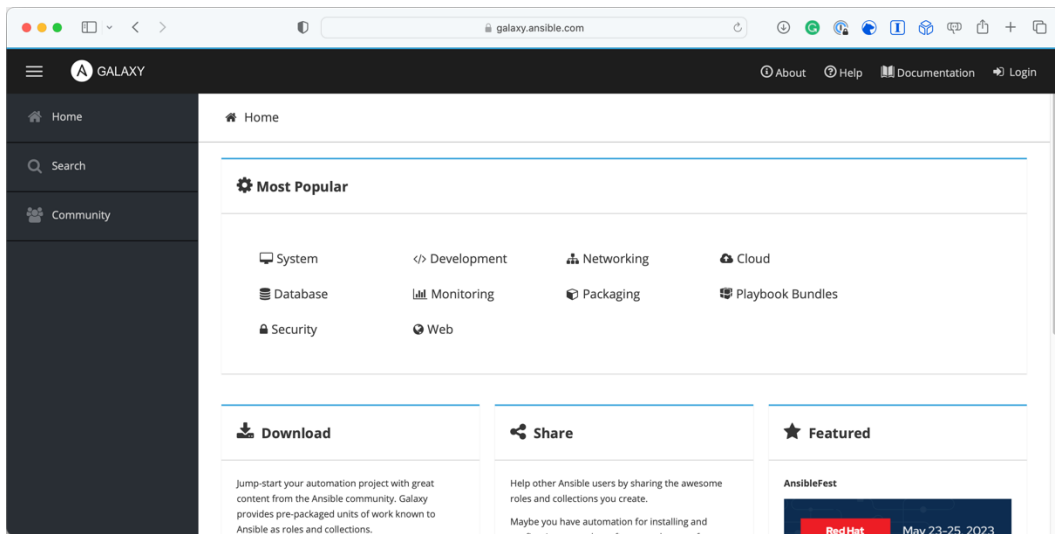 galaxy.ansible.com
A GALAXY
About Help Documentation Login
Home
Search
Community
Home
Most Popular
System </> Development Networking Cloud
Database Monitoring Packaging Playbook Bundles
Security Web
Download
Jump-start your automation project with great
content from the Ansible community. Galaxy
provides pre-packaged units of work known to
Ansible as roles and collections.
Share
Help other Ansible users by sharing the awesome
roles and collections you create.
Maybe you have automation for installing and
Featured
AnsibleFest
Red Hat May 23-25, 2023